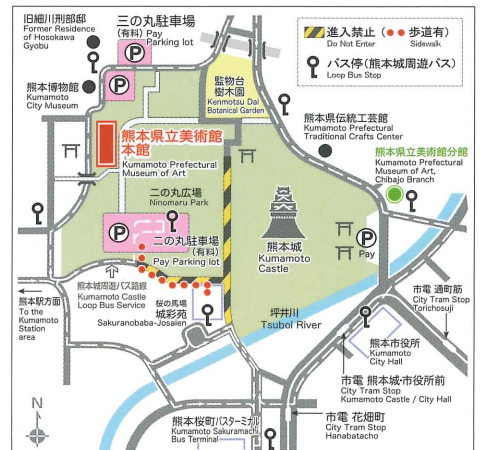 旧細川刑部邸
Former Residence
of Hosokawa
Gyobu
三の丸駐車場
(有料) Pay
Parking lot
P
進入禁止(●●歩道有)
Do Not Enter
Sidewalk
バス停(熊本城周遊バス)
Loop Bus Stop
監物台
樹木園
Kenmotsu Dai
Botanical Garden
熊本博物館
Kumamoto
City Museum
P
熊本県伝統工芸館
Kumamoto Prefectural
Traditional Crafts Center
熊本県立美術館
本館
Kumamoto Prefectural
Museum of Art
熊本県立美術館分館
Kumamoto Prefectural
Museum of Art,
Chibajo Branch
二の丸広場
Ninomaru Park
P
二の丸駐車場
(有料)
Pay Parking lot
熊本城
Kumamoto
Castle
P
Pay
熊本城周遊バス路線
Kumamoto Castle
Loop Bus Service
熊本駅方面
To the
Kumamoto
Station
area
桜の馬場
城彩苑
Sakuranobaba-Josaien
坪井川
Tsuboi River
市電 通町筋
City Tram Stop
Torichosuji
熊本市役所
Kumamoto
City Hall
市電 熊本城・市役所前
City Tram Stop
Kumamoto Castle / City Hall
市電 花畑町
City Tram Stop
Hanabatacho
N
熊本桜町バスターミナル
Kumamoto Sakuramachi
Bus Terminal